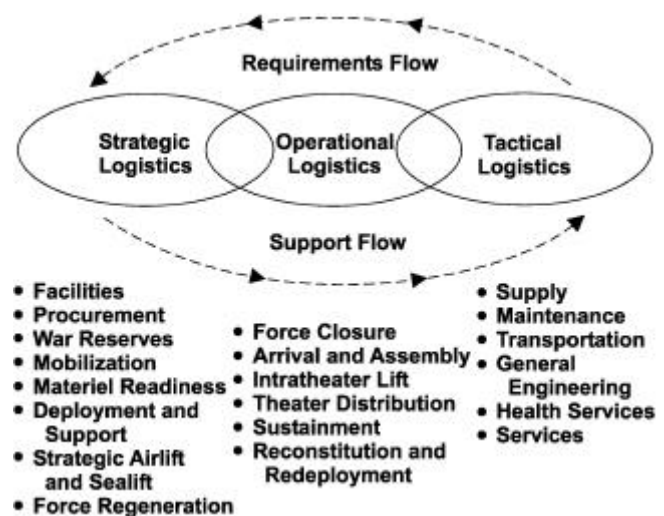 Requirements Flow
Strategic
Logistics
Operational
Logistics
Tactical
Logistics
Support Flow
• Facilities
• Procurement
• War Reserves
• Mobilization
• Materiel Readiness
• Deployment and
Support
• Strategic Airlift
and Sealift
• Force Regeneration
• Force Closure
• Arrival and Assembly
• Intratheater Lift
• Theater Distribution
• Sustainment
• Reconstitution and
Redeployment
• Supply
• Maintenance
• Transportation
• General
Engineering
• Health Services
• Services